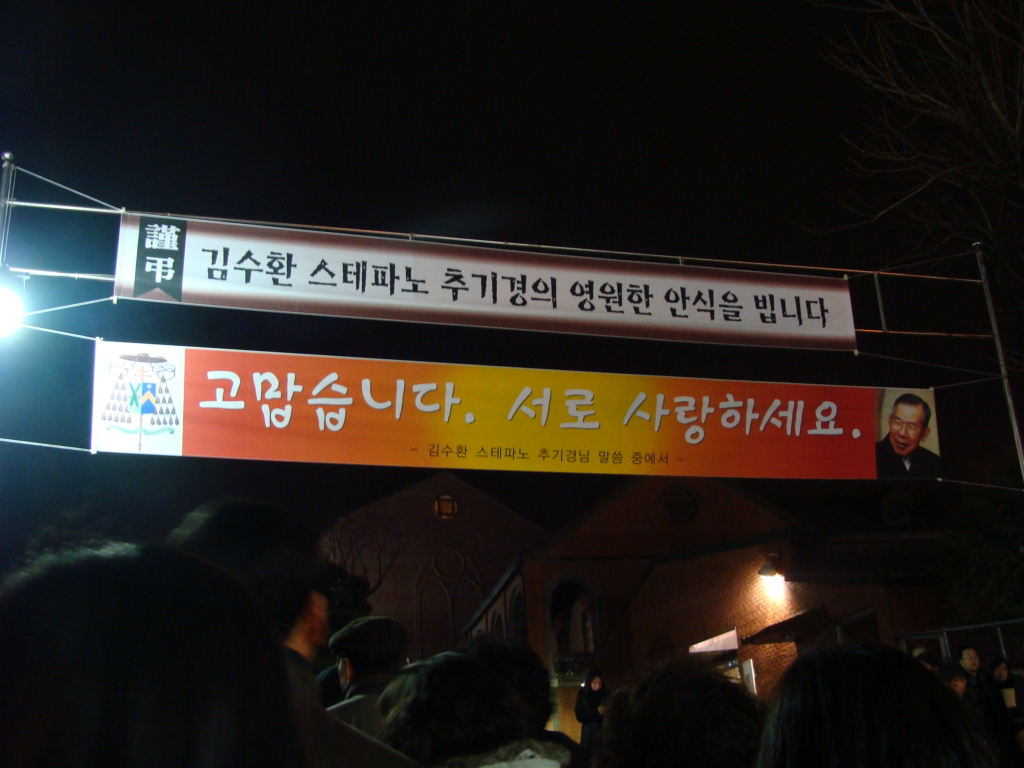 謹弔 김수환 스테파노 추기경의 영원한 안식을 빕니다
고맙습니다. 서로 사랑하세요.
- 김수환 스테파노 추기경님 말씀 중에서 -